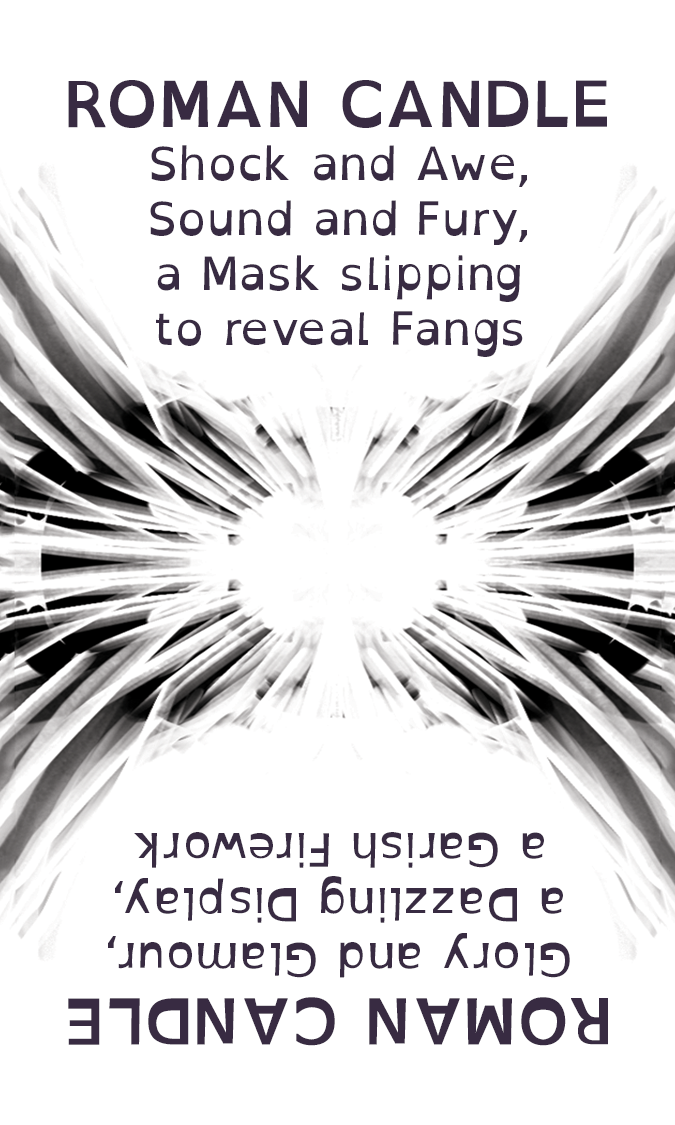 ROMAN CANDLE
Shock and Awe,
Sound and Fury,
a Mask slipping
to reveal Fangs
ROMAN CANDLE
Glory and Glamour,
a Dazzling Display,
a Garish Firework